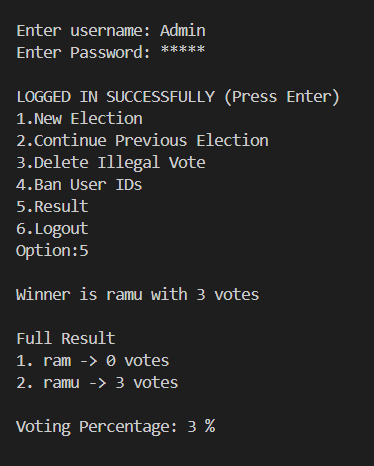 Enter username: Admin
Enter Password: *****
LOGGED IN SUCCESSFULLY (Press Enter)
1.New Election
2.Continue Previous Election
3.Delete Illegal Vote
4.Ban User IDs
5.Result
6.Logout
Option:5
Winner is ramu with 3 votes
Full Result
1. ram -> 0 votes
2. ramu -> 3 votes
Voting Percentage: 3 %